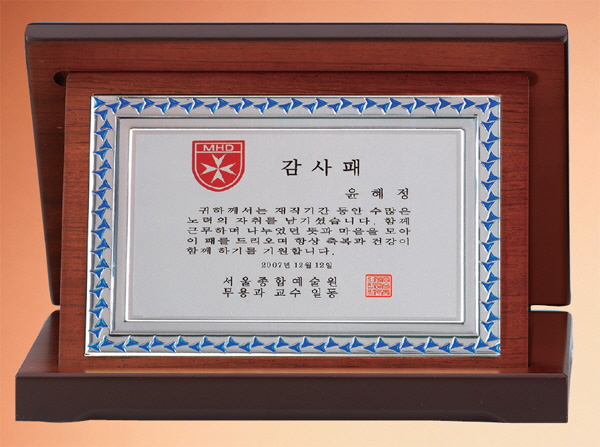 MHD
감사패
윤혜정
귀하께서는 재직기간 동안 수많은
노력의 자취를 남기셨습니다. 함께
근무하며 나누었던 뜻과 마음을 모아
이 패를 드리오며 항상 축복과 건강이
함께 하기를 기원합니다.
2007년 12월 12일
서울종합예술원
무용과 교수 일동